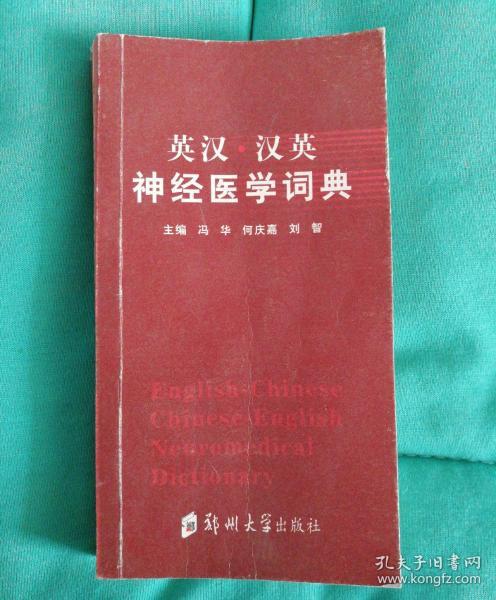 英汉·汉英
神经医学词典
主编 冯 华 何庆嘉 刘 智
English-Chinese
Chinese-English
Neuromedical
Dictionary
郑州大学出版社
孔夫子旧书网
www.kongfz.com